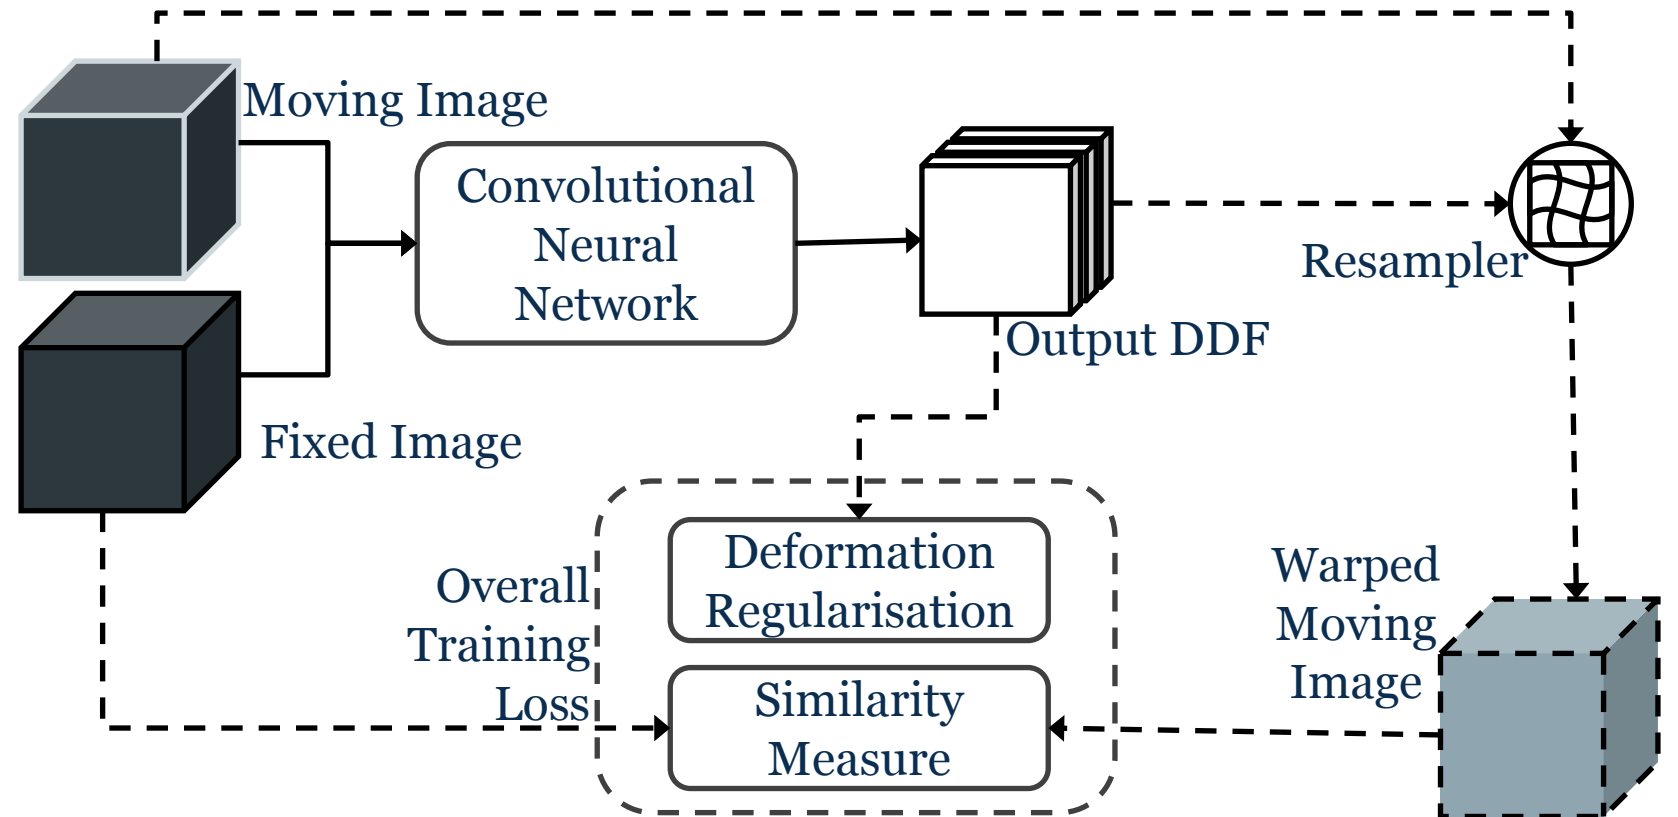 Moving Image
Convolutional
Neural
Network
Resampler
Output DDF
Fixed Image
Overall
Training
Loss
Deformation
Regularisation
Similarity
Measure
Warped
Moving
Image